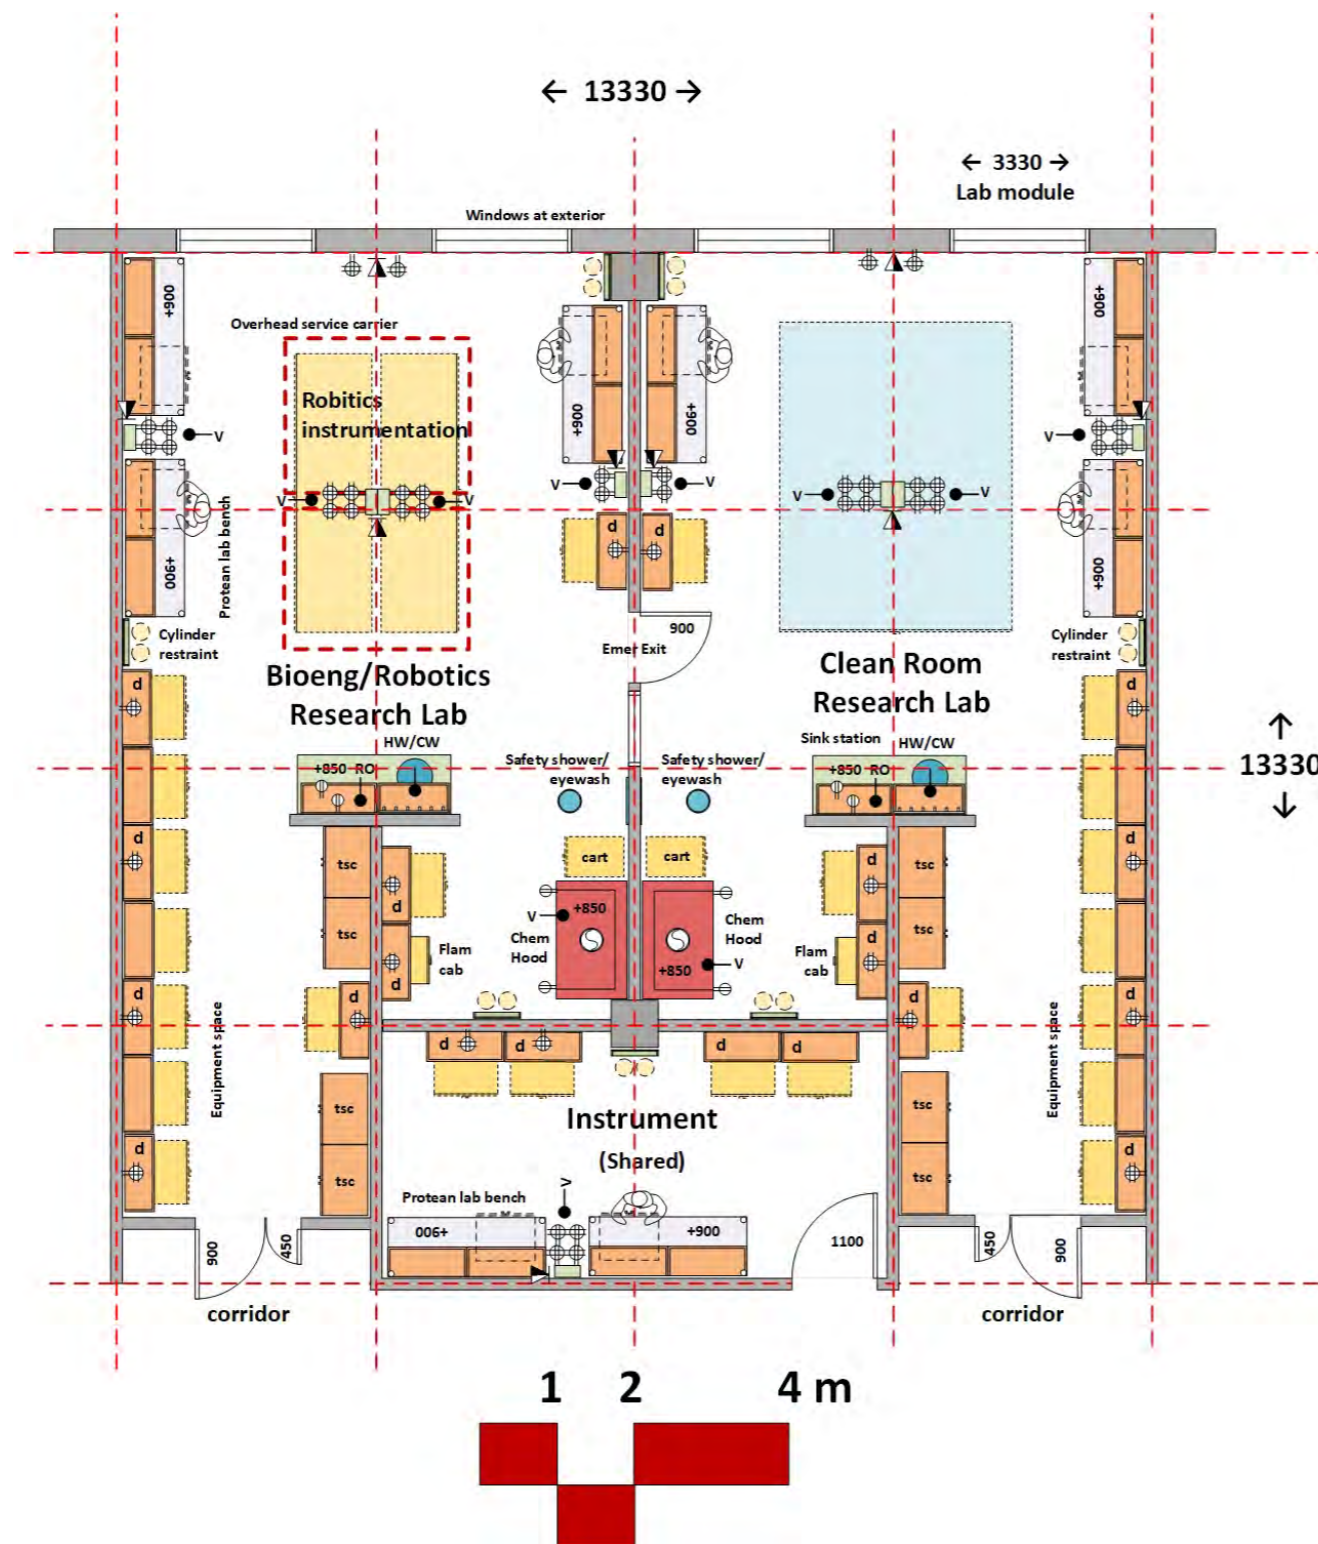 ← 13330 →
← 3330 →
Lab module
Windows at exterior
+900
+900
Overhead service carrier
Robitics
instrumentation
+900
+900
V
V
V
V
V
V
V
V
Protean lab bench
+900
+900
d
d
Cylinder
restraint
900
Emer Exit
Cylinder
restraint
Bioeng/Robotics
Research Lab
Clean Room
Research Lab
d
d
HW/CW
Sink station
HW/CW
Safety shower/
eyewash
Safety shower/
eyewash
+850 RO
+850 RO
↑
13330
↓
d
tsc
d
cart
cart
d
tsc
d
d
d
+850
V
Chem
Hood
Chem
Hood
tsc
Flam
cab
+850
V
Flam
cab
d
tsc
d
d
d
d
d
d
Equipment space
d
d
d
d
Equipment space
tsc
Instrument
(Shared)
tsc
d
tsc
d
tsc
Protean lab bench
V
+900
+900
1100
900
450
450
900
corridor
corridor
1
2
4 m